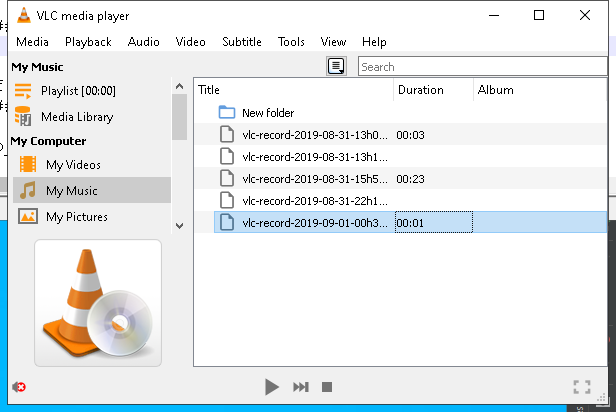 VLC media player
Media Playback Audio Video Subtitle Tools View Help
My Music
Search
Playlist [00:00]
Media Library
My Computer
My Videos
My Music
My Pictures
Title Duration Album
New folder
vlc-record-2019-08-31-13h0... 00:03
vlc-record-2019-08-31-13h1...
vlc-record-2019-08-31-15h5... 00:23
vlc-record-2019-08-31-22h1...
vlc-record-2019-09-01-00h3... 00:01